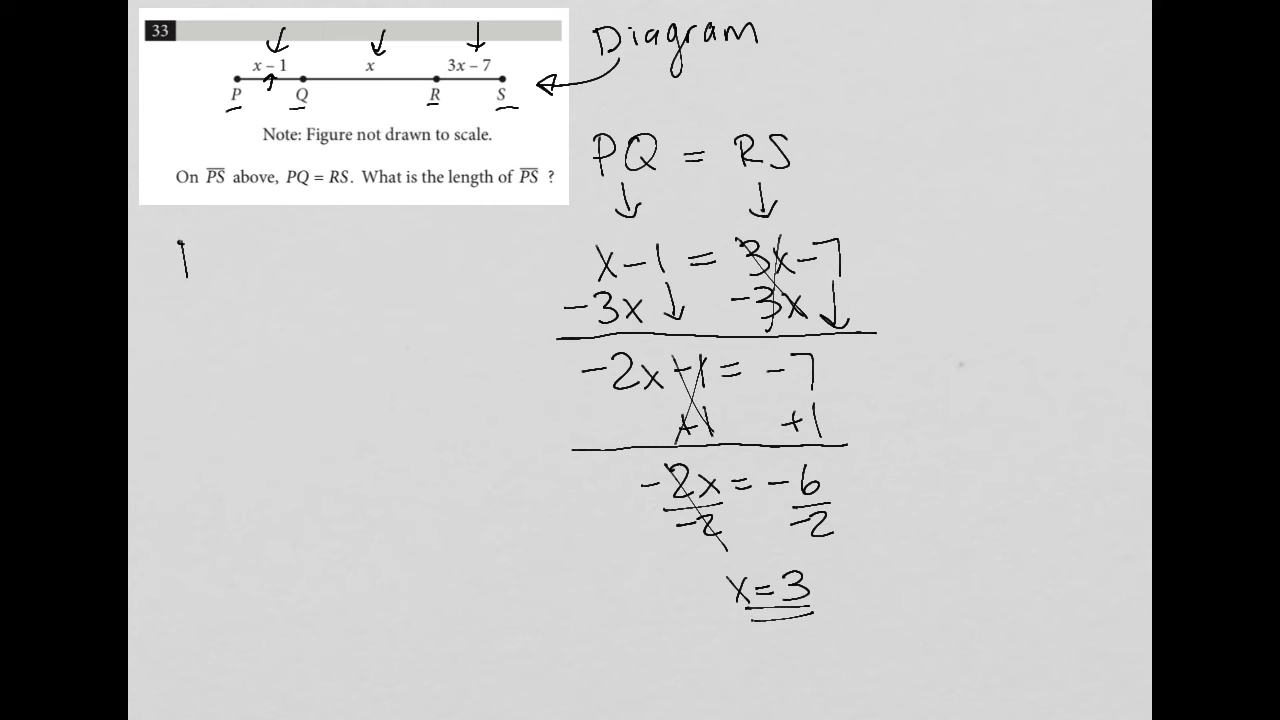 33
x – 1 x 3x – 7
P Q R S
Note: Figure not drawn to scale.
On PS above, PQ = RS. What is the length of PS ?
Diagram
PQ = RS
x - 1 = 3x - 7
-3x -3x
-2x - 1 = -7
+1 +1
-2x = -6
-2 -2
x = 3